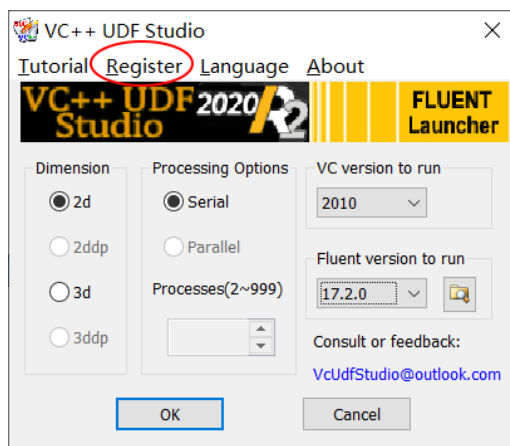 VC++ UDF Studio
Tutorial Register Language About
VC++ UDF 2020 R2
Studio
FLUENT
Launcher
Dimension
2d
2ddp
3d
3ddp
Processing Options
Serial
Parallel
Processes(2~999)
VC version to run
2010
Fluent version to run
17.2.0
Consult or feedback:
VcUdfStudio@outlook.com
OK
Cancel